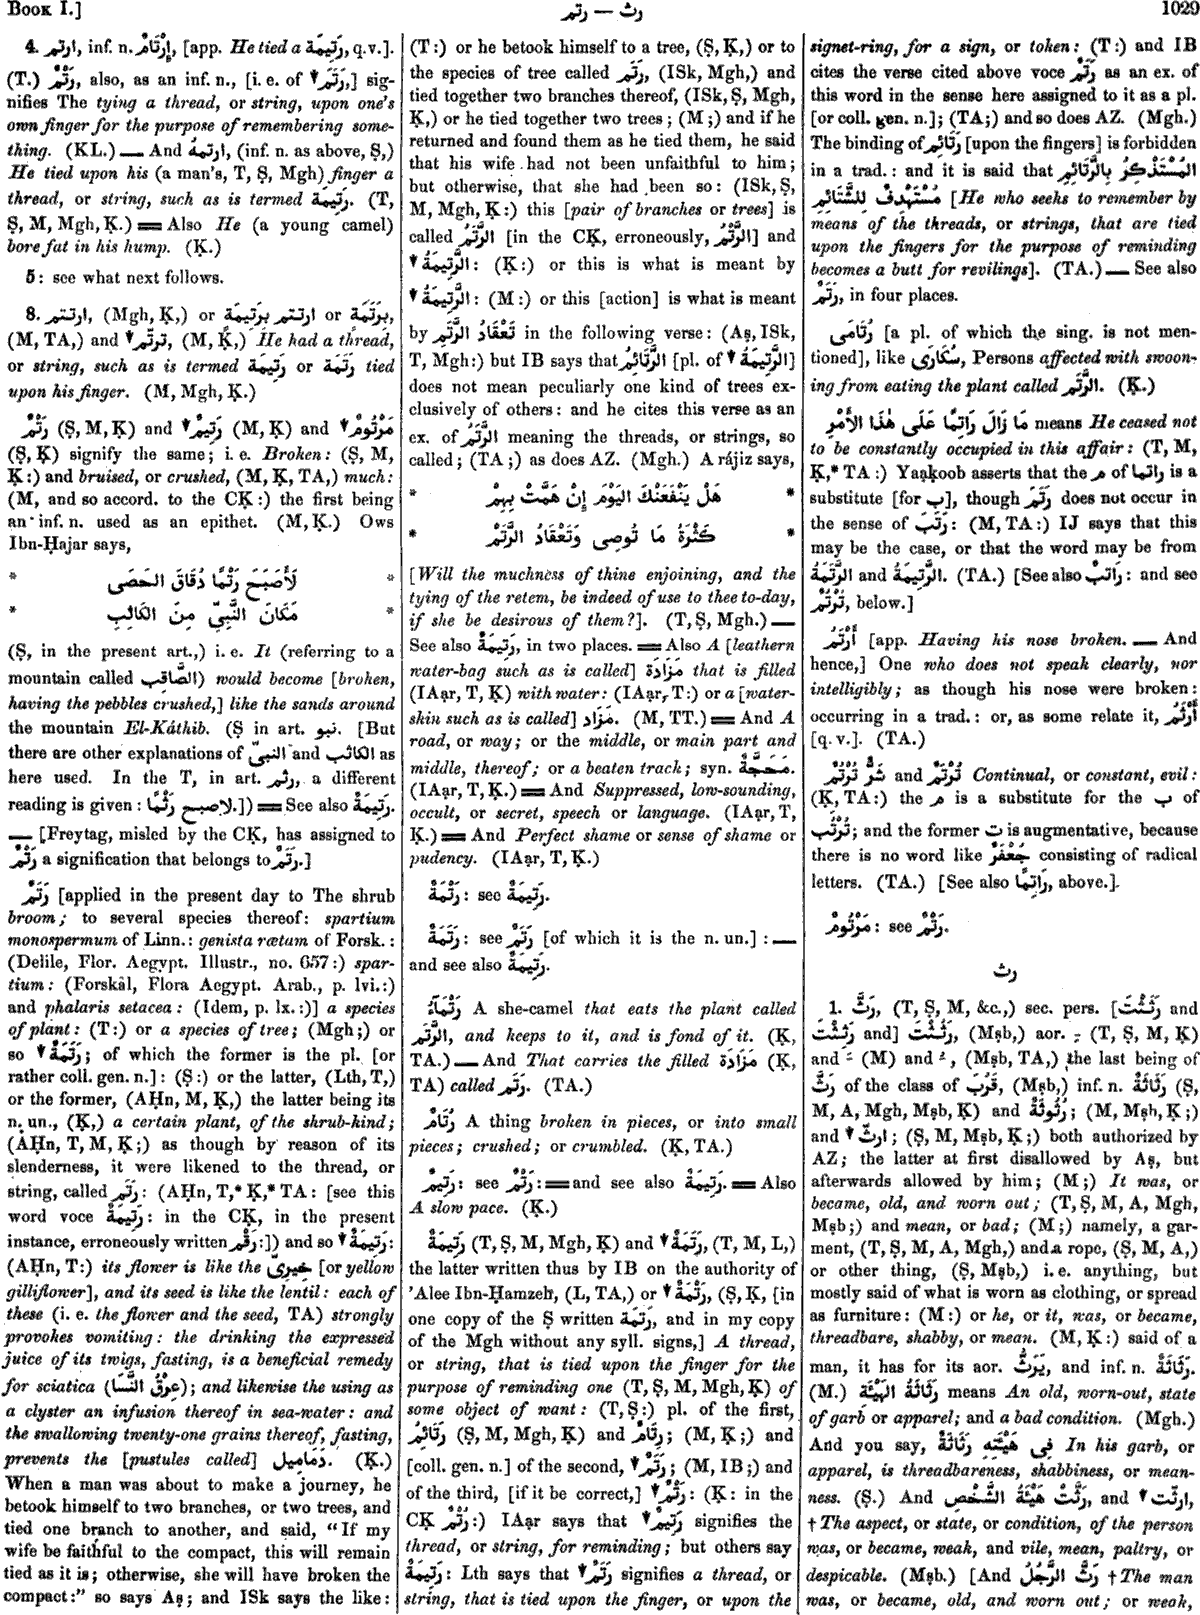 BOOK I.]
رث — رتم
1029
4. ارتم, inf. n. إِرْتَامٌ, [app. He tied a رَتِيمَة, q.v.].
(T.) رَتْمٌ, also, as an inf. n., [i. e. of ↓ رَتَمَ,] sig-
nifies The tying a thread, or string, upon one's
own finger for the purpose of remembering some-
thing. (KL.) — And ارتمهُ, (inf. n. as above, Ṣ,)
He tied upon his (a man's, T, Ṣ, Mgh) finger a
thread, or string, such as is termed رَتِيمَة. (T,
Ṣ, M, Mgh, Ḳ.) = Also He (a young camel)
bore fat in his hump. (Ḳ.)
5: see what next follows.
8. ارتتم, (Mgh, Ḳ,) or ارتتم بِرَتِيمَةٍ or بِرَتَمَةٍ,
(M, TA,) and ↓ ترتّم, (M, Ḳ,) He had a thread,
or string, such as is termed رَتِيمَة or رَتَمَة tied
upon his finger. (M, Mgh, Ḳ.)
رَتْمٌ (Ṣ, M, Ḳ) and ↓ رَتِيمٌ (M, Ḳ) and ↓ مَرْتُومٌ
(Ṣ, Ḳ) signify the same; i. e. Broken: (Ṣ, M,
Ḳ:) and bruised, or crushed, (M, Ḳ, TA,) much:
(M, and so accord. to the CḲ:) the first being
an inf. n. used as an epithet. (M, Ḳ.) Ows
Ibn-Ḥajar says,
* لَأَصْبَحَ رَتْمًا دُقَاقَ الحَصَى *
* مَكَانَ النَّبِىِّ مِنَ الكَاثِبِ *
(Ṣ, in the present art.,) i. e. It (referring to a
mountain called الصَّاقِب) would become [broken,
having the pebbles crushed,] like the sands around
the mountain El-Káthib. (Ṣ in art. نبو. [But
there are other explanations of النبىّ and الكاثب as
here used. In the T, in art. رثم, a different
reading is given: لاصبح رَثْمًا.]) = See also رَتِيمَةٌ.
— [Freytag, misled by the CḲ, has assigned to
رَتْمٌ a signification that belongs to رَتَمٌ.]
رَتَمٌ [applied in the present day to The shrub
broom; to several species thereof: spartium
monospermum of Linn.: genista rætam of Forsk.:
(Delile, Flor. Aegypt. Illustr., no. 657:) spar-
tium: (Forskål, Flora Aegypt. Arab., p. lvi.:)
and phalaris setacea: (Idem, p. lx.:)] a species
of plant: (T:) or a species of tree; (Mgh;) or
so ↓ رَتَمَةٌ; of which the former is the pl. [or
rather coll. gen. n.]: (Ṣ:) or the latter, (Lth, T,)
or the former, (AḤn, M, Ḳ,) the latter being its
n. un., (Ḳ,) a certain plant, of the shrub-kind;
(AḤn, T, M, Ḳ;) as though by reason of its
slenderness, it were likened to the thread, or
string, called رَتَم: (AḤn, T,* Ḳ,* TA: [see this
word voce رَتِيمَةٌ: in the CḲ, in the present
instance, erroneously written رَقْم:]) and so ↓ رَتِيمَةٌ:
(AḤn, T:) its flower is like the خِيرِىّ [or yellow
gilliflower], and its seed is like the lentil: each of
these (i. e. the flower and the seed, TA) strongly
provokes vomiting: the drinking the expressed
juice of its twigs, fasting, is a beneficial remedy
for sciatica (عِرْقُ النَّسَا); and likewise the using as
a clyster an infusion thereof in sea-water: and
the swallowing twenty-one grains thereof, fasting,
prevents the [pustules called] دَمَامِيل. (Ḳ.)
When a man was about to make a journey, he
betook himself to two branches, or two trees, and
tied one branch to another, and said, "If my
wife be faithful to the compact, this will remain
tied as it is; otherwise, she will have broken the
compact:" so says Aṣ; and ISk says the like:
(T:) or he betook himself to a tree, (Ṣ, Ḳ,) or to
the species of tree called رَتَم, (ISk, Mgh,) and
tied together two branches thereof, (ISk, Ṣ, Mgh,
Ḳ,) or he tied together two trees; (M;) and if he
returned and found them as he tied them, he said
that his wife had not been unfaithful to him;
but otherwise, that she had been so: (ISk, Ṣ,
M, Mgh, Ḳ:) this [pair of branches or trees] is
called الرَّتَمُ [in the CḲ, erroneously, الرَّتْمُ] and
↓ الرَّتِيمَةُ: (Ḳ:) or this is what is meant by
↓ الرَّتِيمَةُ: (M:) or this [action] is what is meant
by تَعْقَادُ الرَّتَمِ in the following verse: (Aṣ, ISk,
T, Mgh:) but IB says that الرَّتَائِمُ [pl. of ↓ الرَّتِيمَةُ]
does not mean peculiarly one kind of trees ex-
clusively of others: and he cites this verse as an
ex. of الرَّتَمُ meaning the threads, or strings, so
called; (TA;) as does AZ. (Mgh.) A rájiz says,
* هَلْ يَنْفَعَنْكَ اليَوْمَ إِنْ هَمَّتْ بِهِمْ *
* كَثْرَةُ مَا تُوصِى وَتَعْقَادُ الرَّتَمْ *
[Will the muchness of thine enjoining, and the
tying of the retem, be indeed of use to thee to-day,
if she be desirous of them?]. (T, Ṣ, Mgh.) —
See also رَتِيمَةٌ, in two places. = Also A [leathern
water-bag such as is called] مَزَادَة that is filled
(IAạr, T, Ḳ) with water: (IAạr, T:) or a [water-
skin such as is called] مَزَاد. (M, TT.) = And A
road, or way; or the middle, or main part and
middle, thereof; or a beaten track; syn. مَحَجَّةٌ.
(IAạr, T, Ḳ.) = And Suppressed, low-sounding,
occult, or secret, speech or language. (IAạr, T,
Ḳ.) = And Perfect shame or sense of shame or
pudency. (IAạr, T, Ḳ.)
رَتْمَةٌ: see رَتِيمَةٌ.
رَتَمَةٌ: see رَتَمٌ [of which it is the n. un.]: —
and see also رَتِيمَةٌ.
رَتْمَآءُ A she-camel that eats the plant called
الرَّتَم, and keeps to it, and is fond of it. (Ḳ,
TA.) — And That carries the filled مَزَادَة (Ḳ,
TA) called رَتَم. (TA.)
رُتَامٌ A thing broken in pieces, or into small
pieces; crushed; or crumbled. (Ḳ, TA.)
رَتِيمٌ: see رَتْمٌ: = and see also رَتِيمَةٌ. = Also
A slow pace. (Ḳ.)
رَتِيمَةٌ (T, Ṣ, M, Mgh, Ḳ) and ↓ رَتَمَةٌ, (T, M, L,)
the latter written thus by IB on the authority of
'Alee Ibn-Ḥamzeh, (L, TA,) or ↓ رَتْمَةٌ, (Ṣ, Ḳ, [in
one copy of the Ṣ written رَتَمَة, and in my copy
of the Mgh without any syll. signs,] A thread,
or string, that is tied upon the finger for the
purpose of reminding one (T, Ṣ, M, Mgh, Ḳ) of
some object of want: (T, Ṣ:) pl. of the first,
رَتَائِمُ (Ṣ, M, Mgh, Ḳ) and رِتَامٌ; (M, Ḳ;) and
[coll. gen. n.] of the second, ↓ رَتَمٌ; (M, IB;) and
of the third, [if it be correct,] ↓ رَتْمٌ: (Ḳ: in the
CḲ رُتْمٌ:) IAạr says that ↓ رَتِيمٌ signifies the
thread, or string, for reminding; but others say
رَتِيمَةٌ: Lth says that ↓ رَتَمٌ signifies a thread, or
string, that is tied upon the finger, or upon the
signet-ring, for a sign, or token: (T:) and IB
cites the verse cited above voce رَتَمٌ as an ex. of
this word in the sense here assigned to it as a pl.
[or coll. gen. n.]; (TA;) and so does AZ. (Mgh.)
The binding of رَتَائِم [upon the fingers] is forbidden
in a trad.: and it is said that المُسْتَذْكِرُ بِالرَّتَائِمِ
مُسْتَهْدِفٌ لِلشَّتَائِمِ [He who seeks to remember by
means of the threads, or strings, that are tied
upon the fingers for the purpose of reminding
becomes a butt for revilings]. (TA.) — See also
رَتَمٌ, in four places.
رَتَامَى [a pl. of which the sing. is not men-
tioned], like سُكَارَى, Persons affected with swoon-
ing from eating the plant called الرَّتَم. (Ḳ.)
مَا زَالَ رَاتِمًا عَلَى هٰذَا الأَمْرِ means He ceased not
to be constantly occupied in this affair: (T, M,
Ḳ,* TA:) Yaạḳoob asserts that the م of راتما is a
substitute [for ب], though رَتَمَ does not occur in
the sense of رَتَبَ: (M, TA:) IJ says that this
may be the case, or that the word may be from
الرَّتَمَةُ and الرَّتِيمَةُ. (TA.) [See also رَاتِبٌ: and see
تُرْتُمٌ, below.]
أَرْتَمُ [app. Having his nose broken. — And
hence,] One who does not speak clearly, nor
intelligibly; as though his nose were broken:
occurring in a trad.: or, as some relate it, أَرْثَمُ
[q. v.]. (TA.)
شَرٌّ تُرْتُمٌ and تُرْتَمٌ Continual, or constant, evil:
(Ḳ, TA:) the م is a substitute for the ب of
تُرْتَب; and the former ت is augmentative, because
there is no word like جُعْفَرٌ consisting of radical
letters. (TA.) [See also رَاتِمًا, above.]
مَرْتُومٌ: see رَتْمٌ.
رث
1. رَثَّ, (T, Ṣ, M, &c.,) sec. pers. [رَثَثْتَ and
رَثِثْتَ and] رَثُثْتَ, (Mṣb,) aor. ِ (T, Ṣ, M, Ḳ)
and َ (M) and ُ, (Mṣb, TA,) the last being of
رَثَّ of the class of قَرُبَ, (Mṣb,) inf. n. رَثَاثَةٌ (Ṣ,
M, A, Mgh, Mṣb, Ḳ) and رُثُوثَةٌ; (M, Mṣb, Ḳ;)
and ↓ ارثّ; (Ṣ, M, Mṣb, Ḳ;) both authorized by
AZ; the latter at first disallowed by Aṣ, but
afterwards allowed by him; (M;) It was, or
became, old, and worn out; (T, Ṣ, M, A, Mgh,
Mṣb;) and mean, or bad; (M;) namely, a gar-
ment, (T, Ṣ, M, A, Mgh,) and a rope, (Ṣ, M, A,)
or other thing, (Ṣ, Mṣb,) i. e. anything, but
mostly said of what is worn as clothing, or spread
as furniture: (M:) or he, or it, was, or became,
threadbare, shabby, or mean. (M, Ḳ:) said of a
man, it has for its aor. يَرَثُّ, and inf. n. رَثَاثَةٌ.
(M.) رَثَاثَةُ الهَيْئَةِ means An old, worn-out, state
of garb or apparel; and a bad condition. (Mgh.)
And you say, فِى هَيْئَتِهِ رَثَاثَةٌ In his garb, or
apparel, is threadbareness, shabbiness, or mean-
ness. (Ṣ.) And رَثَّتْ هَيْئَةُ الشَّخْصِ, and ↓ ارثّت,
† The aspect, or state, or condition, of the person
was, or became, weak, and vile, mean, paltry, or
despicable. (Mṣb.) [And رَثَّ الرَّجُلُ † The man
was, or became, old, and worn out; or weak,